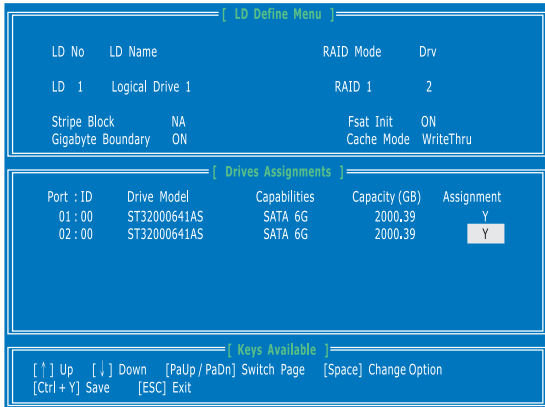 [ LD Define Menu ]
LD No LD Name RAID Mode Drv
LD 1 Logical Drive 1 RAID 1 2
Stripe Block NA Fsat Init ON
Gigabyte Boundary ON Cache Mode WriteThru
[ Drives Assignments ]
Port : ID Drive Model Capabilities Capacity (GB) Assignment
01 : 00 ST32000641AS SATA 6G 2000.39 Y
02 : 00 ST32000641AS SATA 6G 2000.39 Y
[ Keys Available ]
[↑] Up [↓] Down [PaUp / PaDn] Switch Page [Space] Change Option
[Ctrl + Y] Save [ESC] Exit